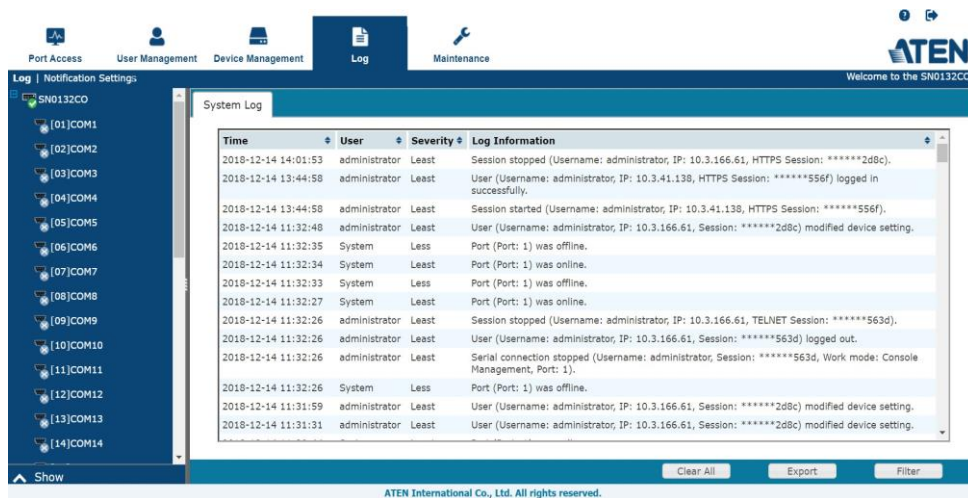 Port Access
User Management
Device Management
Log
Maintenance
ATEN
Log | Notification Settings
Welcome to the SN0132CO
SN0132CO
[01]COM1
[02]COM2
[03]COM3
[04]COM4
[05]COM5
[06]COM6
[07]COM7
[08]COM8
[09]COM9
[10]COM10
[11]COM11
[12]COM12
[13]COM13
[14]COM14
Show
System Log
Time User Severity Log Information
2018-12-14 14:01:53 administrator Least Session stopped (Username: administrator, IP: 10.3.166.61, HTTPS Session: ******2d8c).
2018-12-14 13:44:58 administrator Least User (Username: administrator, IP: 10.3.41.138, HTTPS Session: ******556f) logged in
successfully.
2018-12-14 13:44:58 administrator Least Session started (Username: administrator, IP: 10.3.41.138, HTTPS Session: ******556f).
2018-12-14 11:32:48 administrator Least User (Username: administrator, IP: 10.3.166.61, Session: ******2d8c) modified device setting.
2018-12-14 11:32:35 System Less Port (Port: 1) was offline.
2018-12-14 11:32:34 System Least Port (Port: 1) was online.
2018-12-14 11:32:33 System Less Port (Port: 1) was offline.
2018-12-14 11:32:27 System Least Port (Port: 1) was online.
2018-12-14 11:32:26 administrator Least Session stopped (Username: administrator, IP: 10.3.166.61, TELNET Session: ******563d).
2018-12-14 11:32:26 administrator Least User (Username: administrator, IP: 10.3.166.61, Session: ******563d) logged out.
2018-12-14 11:32:26 administrator Least Serial connection stopped (Username: administrator, Session: ******563d, Work mode: Console
Management, Port: 1).
2018-12-14 11:32:26 System Less Port (Port: 1) was offline.
2018-12-14 11:31:59 administrator Least User (Username: administrator, IP: 10.3.166.61, Session: ******2d8c) modified device setting.
2018-12-14 11:31:31 administrator Least User (Username: administrator, IP: 10.3.166.61, Session: ******2d8c) modified device setting.
Clear All
Export
Filter
ATEN International Co., Ltd. All rights reserved.